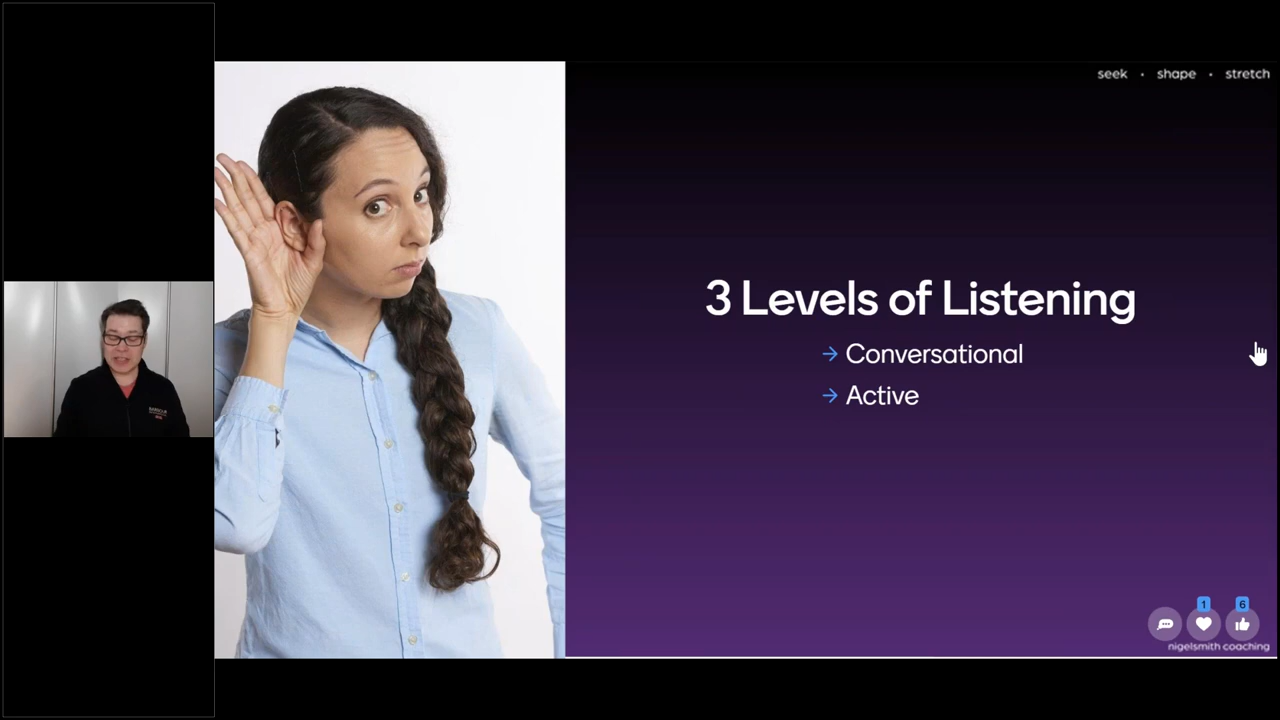 seek • shape • stretch
3 Levels of Listening
→ Conversational
→ Active
1 6
nigelsmith coaching